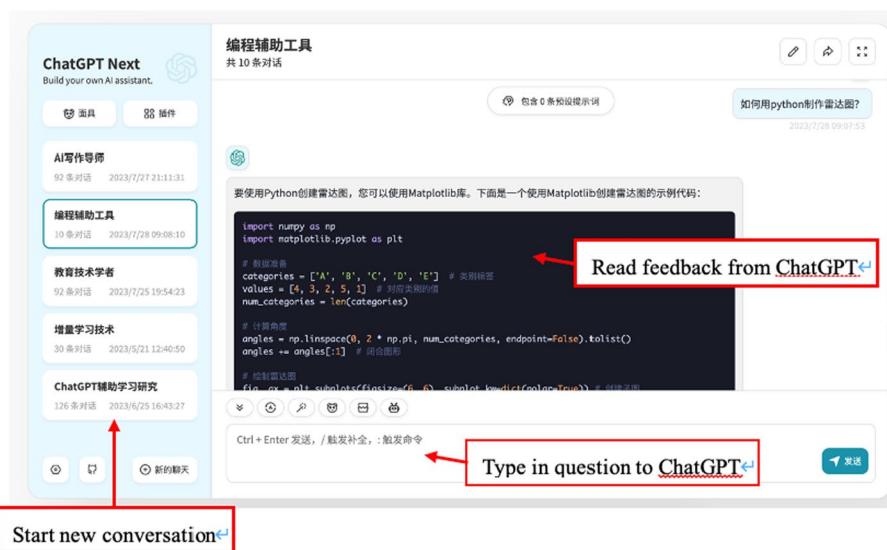 ChatGPT Next
Build your own AI assistant.
面具
插件
AI写作导师
92 条对话 2023/7/27 21:11:31
编程辅助工具
10 条对话 2023/7/28 09:08:10
教育技术学者
92 条对话 2023/7/25 19:54:23
增量学习技术
30 条对话 2023/5/21 12:40:50
ChatGPT辅助学习研究
126 条对话 2023/6/25 16:43:27
新的聊天
Start new conversation
编程辅助工具
共 10 条对话
包含 0 条预设提示词
如何用python制作雷达图?
2023/7/28 09:07:53
要使用Python创建雷达图，您可以使用Matplotlib库。下面是一个使用Matplotlib创建雷达图的示例代码：
import numpy as np
import matplotlib.pyplot as plt
# 数据准备
categories = ['A', 'B', 'C', 'D', 'E'] # 类别标签
values = [4, 3, 2, 5, 1] # 对应类别的值
num_categories = len(categories)
# 计算角度
angles = np.linspace(0, 2 * np.pi, num_categories, endpoint=False).tolist()
angles += angles[:1] # 闭合图形
# 绘制雷达图
fig, ax = plt.subplots(figsize=(6, 6), subplot_kw=dict(polar=True)) # 创建子图
Read feedback from ChatGPT
Ctrl + Enter 发送，/ 触发补全，: 触发命令
Type in question to ChatGPT
发送